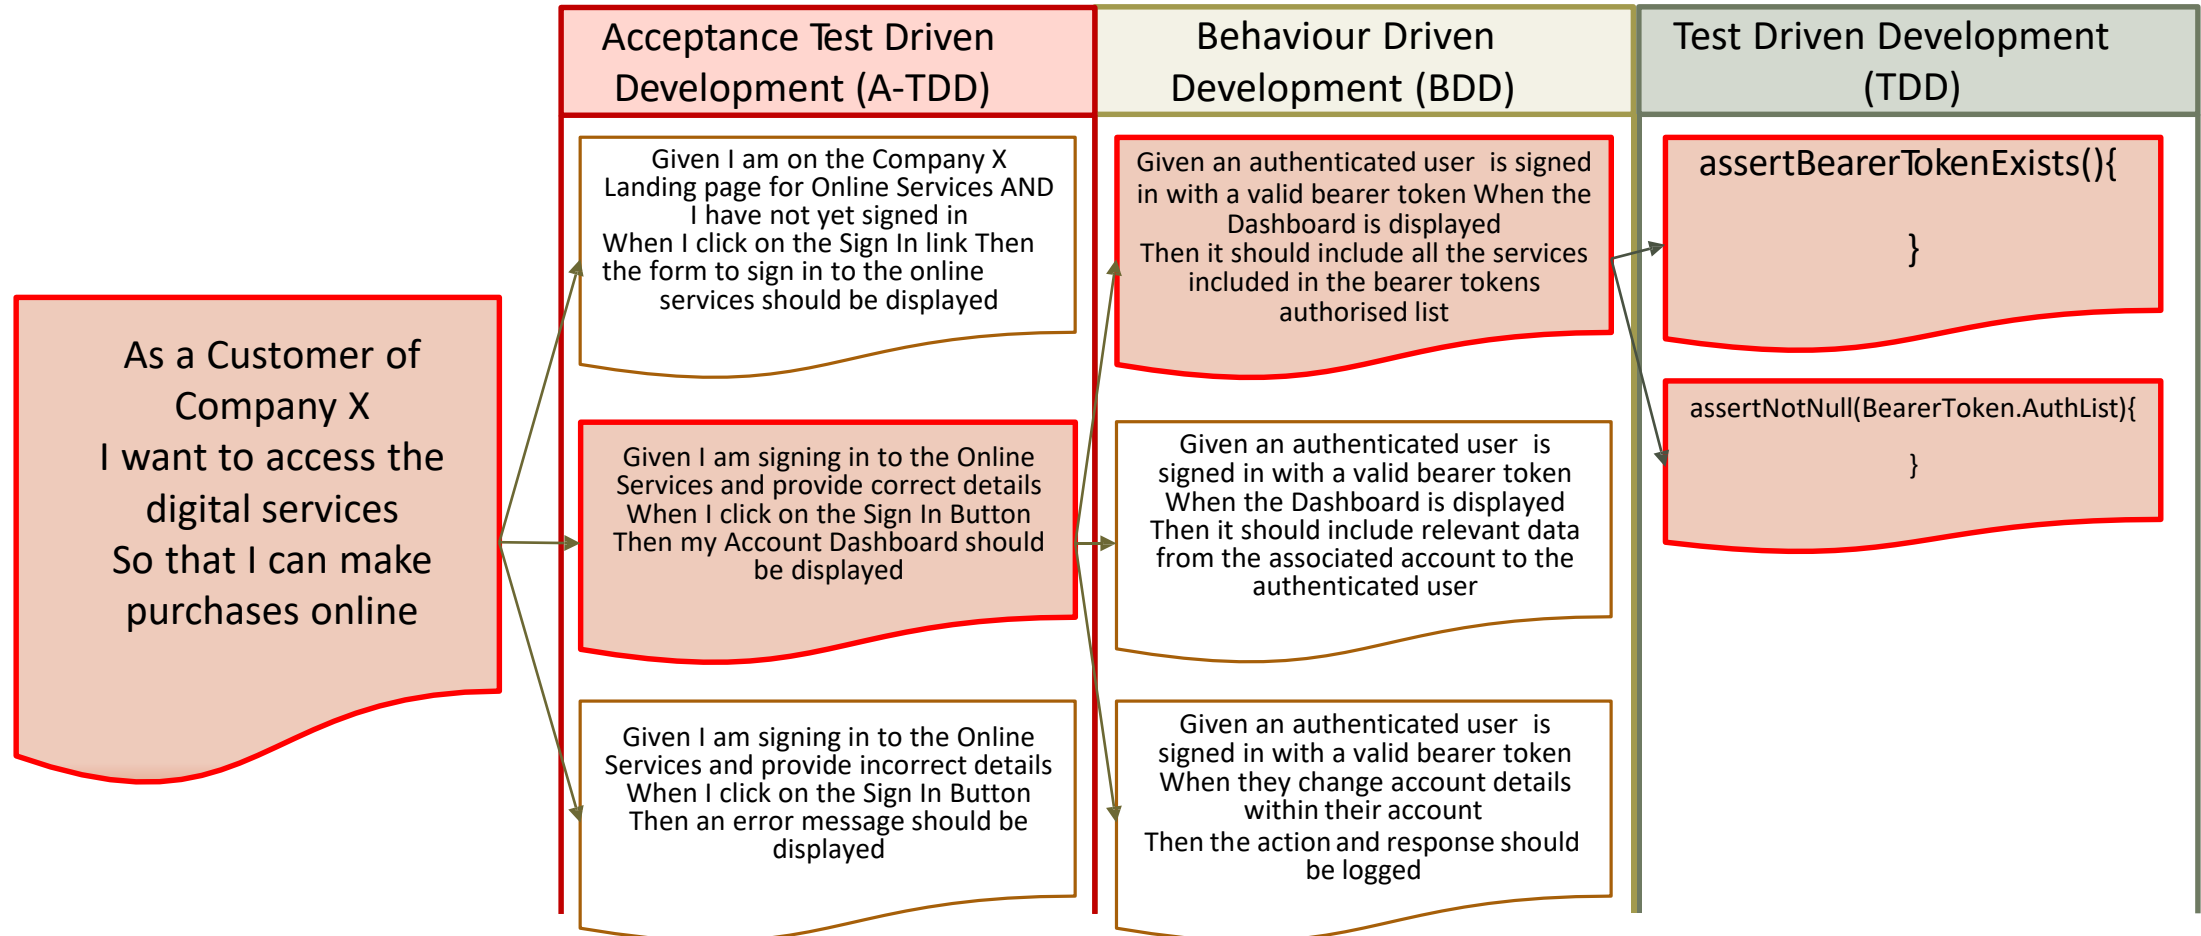 Acceptance Test Driven
Development (A-TDD)
Behaviour Driven
Development (BDD)
Test Driven Development
(TDD)
As a Customer of
Company X
I want to access the
digital services
So that I can make
purchases online
Given I am on the Company X
Landing page for Online Services AND
I have not yet signed in
When I click on the Sign In link Then
the form to sign in to the online
services should be displayed
Given I am signing in to the Online
Services and provide correct details
When I click on the Sign In Button
Then my Account Dashboard should
be displayed
Given I am signing in to the Online
Services and provide incorrect details
When I click on the Sign In Button
Then an error message should be
displayed
Given an authenticated user is signed
in with a valid bearer token When the
Dashboard is displayed
Then it should include all the services
included in the bearer tokens
authorised list
Given an authenticated user is
signed in with a valid bearer token
When the Dashboard is displayed
Then it should include relevant data
from the associated account to the
authenticated user
Given an authenticated user is
signed in with a valid bearer token
When they change account details
within their account
Then the action and response should
be logged
assertBearerTokenExists(){
}
assertNotNull(BearerToken.AuthList){
}